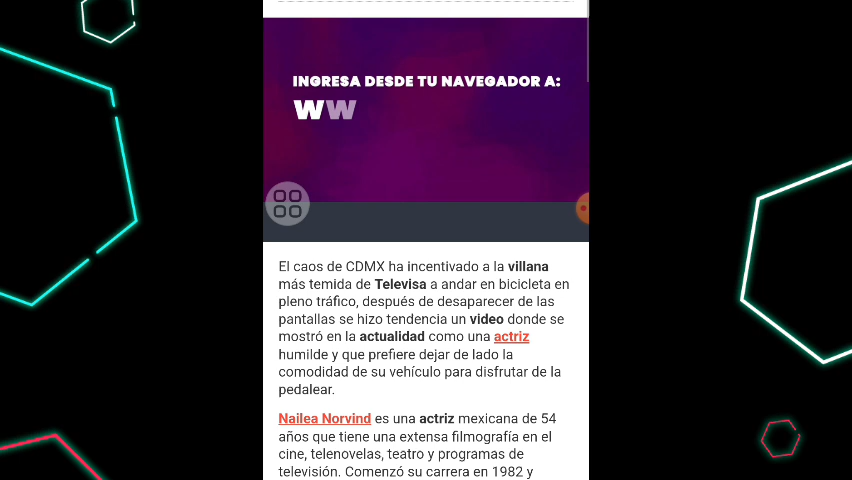 INGRESA DESDE TU NAVEGADOR A:
WW
El caos de CDMX ha incentivado a la villana
más temida de Televisa a andar en bicicleta en
pleno tráfico, después de desaparecer de las
pantallas se hizo tendencia un video donde se
mostró en la actualidad como una actriz
humilde y que prefiere dejar de lado la
comodidad de su vehículo para disfrutar de la
pedalear.
Nailea Norvind es una actriz mexicana de 54
años que tiene una extensa filmografía en el
cine, telenovelas, teatro y programas de
televisión. Comenzó su carrera en 1982 y